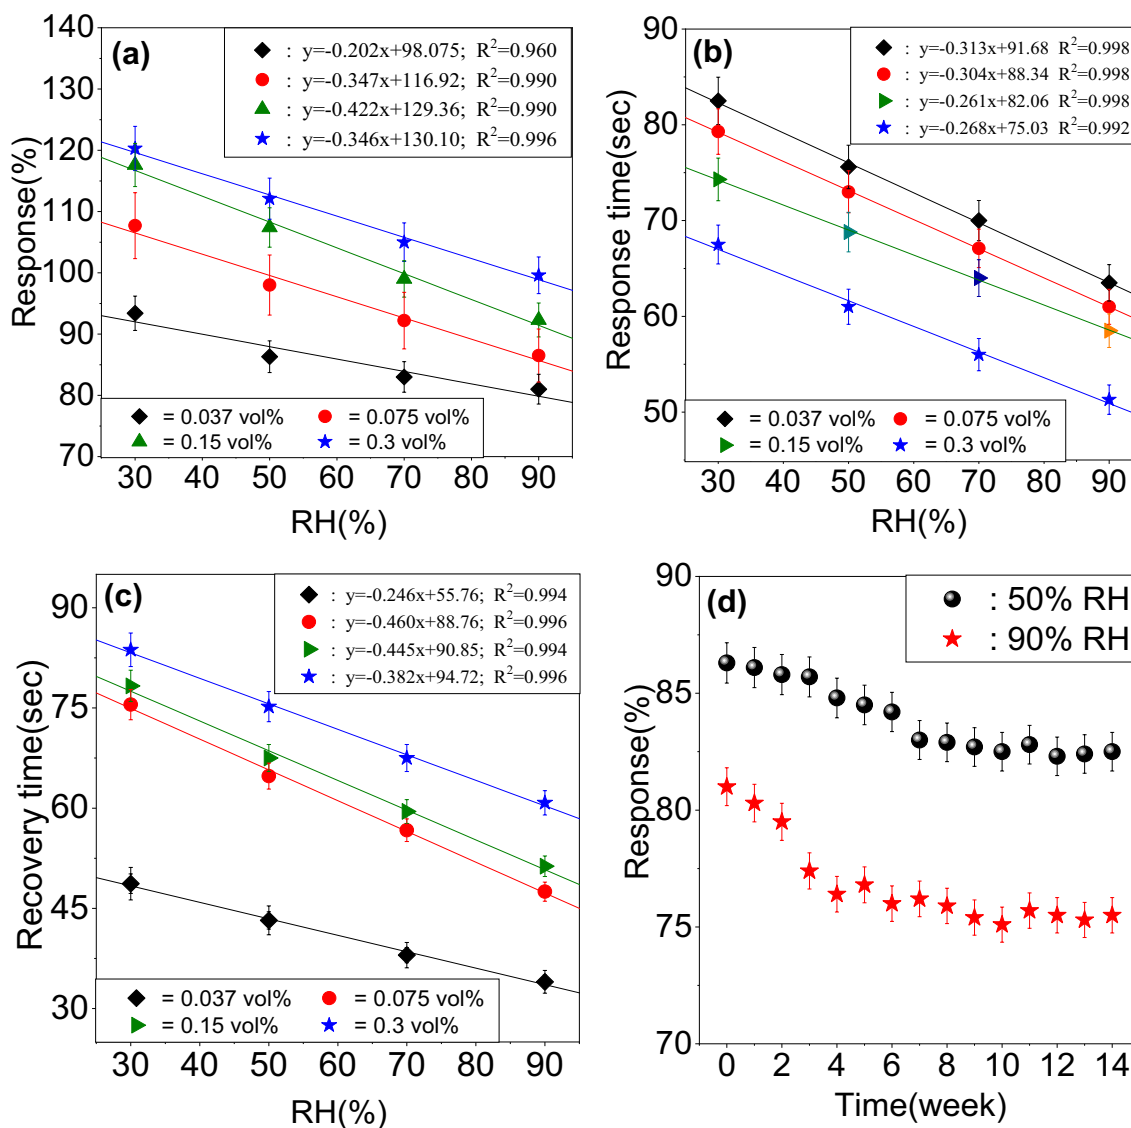 (a)
: y=-0.202x+98.075; R²=0.960
: y=-0.347x+116.92; R²=0.990
: y=-0.422x+129.36; R²=0.990
: y=-0.346x+130.10; R²=0.996
140
130
120
110
100
90
80
70
Response(%)
= 0.037 vol% = 0.075 vol%
= 0.15 vol% = 0.3 vol%
30 40 50 60 70 80 90
RH(%)
(b)
: y=-0.313x+91.68 R²=0.998
: y=-0.304x+88.34 R²=0.998
: y=-0.261x+82.06 R²=0.998
: y=-0.268x+75.03 R²=0.992
90
80
70
60
50
Response time(sec)
= 0.037 vol% = 0.075 vol%
= 0.15 vol% = 0.3 vol%
30 40 50 60 70 80 90
RH(%)
(c)
: y=-0.246x+55.76; R²=0.994
: y=-0.460x+88.76; R²=0.996
: y=-0.445x+90.85; R²=0.994
: y=-0.382x+94.72; R²=0.996
90
75
60
45
30
Recovery time(sec)
= 0.037 vol% = 0.075 vol%
= 0.15 vol% = 0.3 vol%
30 40 50 60 70 80 90
RH(%)
(d)
: 50% RH
: 90% RH
90
85
80
75
70
Response(%)
0 2 4 6 8 10 12 14
Time(week)